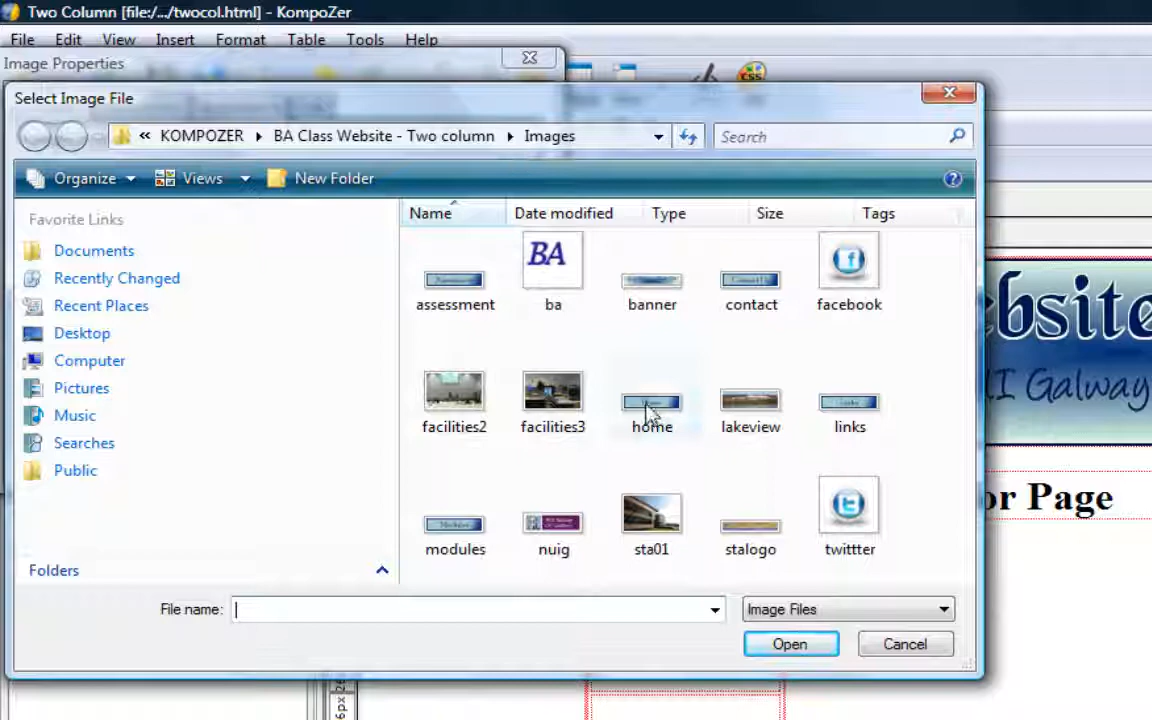 Two Column [file:/.../twocol.html] - KompoZer
File Edit View Insert Format Table Tools Help
Image Properties
Select Image File
« KOMPOZER BA Class Website - Two column Images Search
Organize Views New Folder
Favorite Links
Documents
Recently Changed
Recent Places
Desktop
Computer
Pictures
Music
Searches
Public
Folders
Name Date modified Type Size Tags
BA
assessment ba banner contact facebook
facilities2 facilities3 home lakeview links
modules nuig sta01 stalogo twittter
File name: Image Files
Open Cancel
ebsite
I Galway
or Page
6px